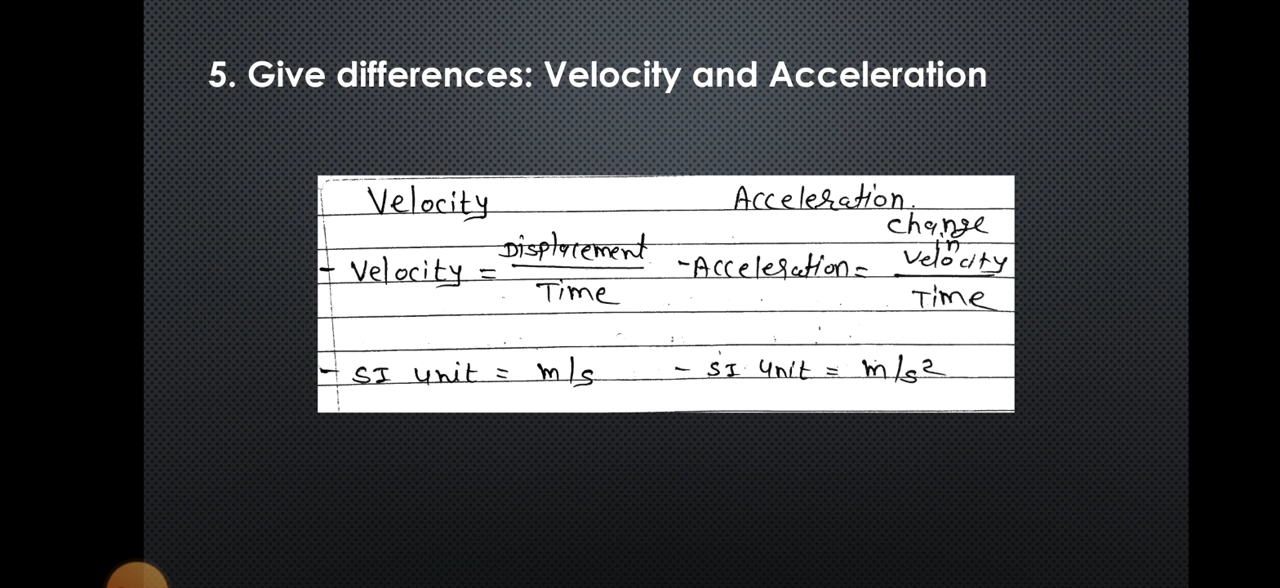 5. Give differences: Velocity and Acceleration
Velocity Acceleration.
- Velocity = Displacement / Time - Acceleration = change in velocity / Time
- SI unit = m/s - SI unit = m/s2